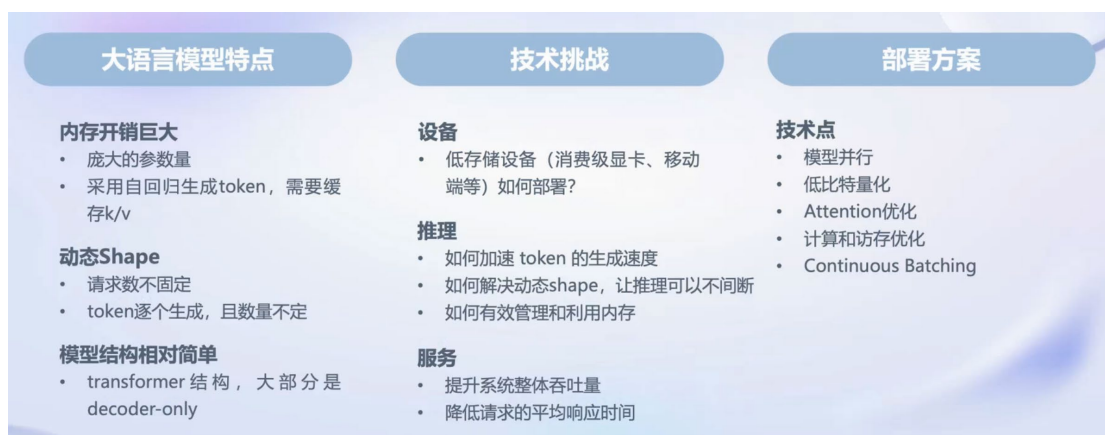 大语言模型特点
内存开销巨大
• 庞大的参数量
• 采用自回归生成token，需要缓
存k/v
动态Shape
• 请求数不固定
• token逐个生成，且数量不定
模型结构相对简单
• transformer 结构，大部分是
decoder-only
技术挑战
设备
• 低存储设备（消费级显卡、移动
端等）如何部署？
推理
• 如何加速 token 的生成速度
• 如何解决动态shape，让推理可以不间断
• 如何有效管理和利用内存
服务
• 提升系统整体吞吐量
• 降低请求的平均响应时间
部署方案
技术点
• 模型并行
• 低比特量化
• Attention优化
• 计算和访存优化
• Continuous Batching